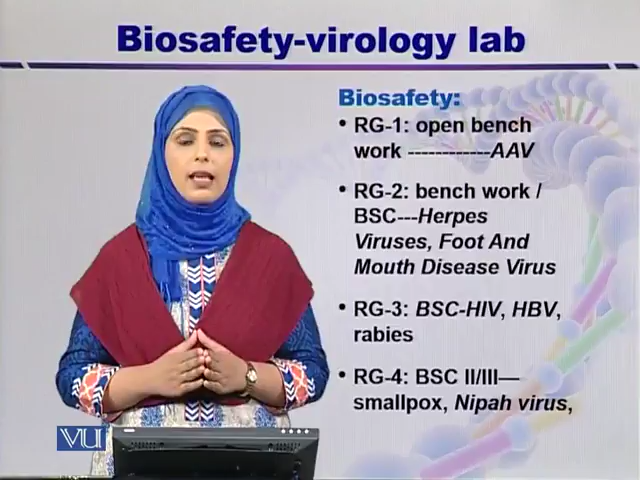 Biosafety-virology lab
Biosafety:
• RG-1: open bench
work ------------AAV
• RG-2: bench work /
BSC---Herpes
Viruses, Foot And
Mouth Disease Virus
• RG-3: BSC-HIV, HBV,
rabies
• RG-4: BSC II/III—
smallpox, Nipah virus,
VU